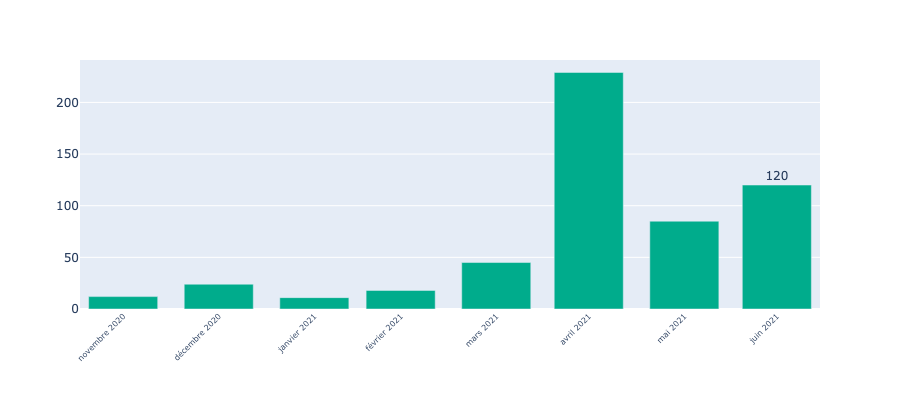 200
150
100
50
0
120
novembre 2020
décembre 2020
janvier 2021
février 2021
mars 2021
avril 2021
mai 2021
juin 2021